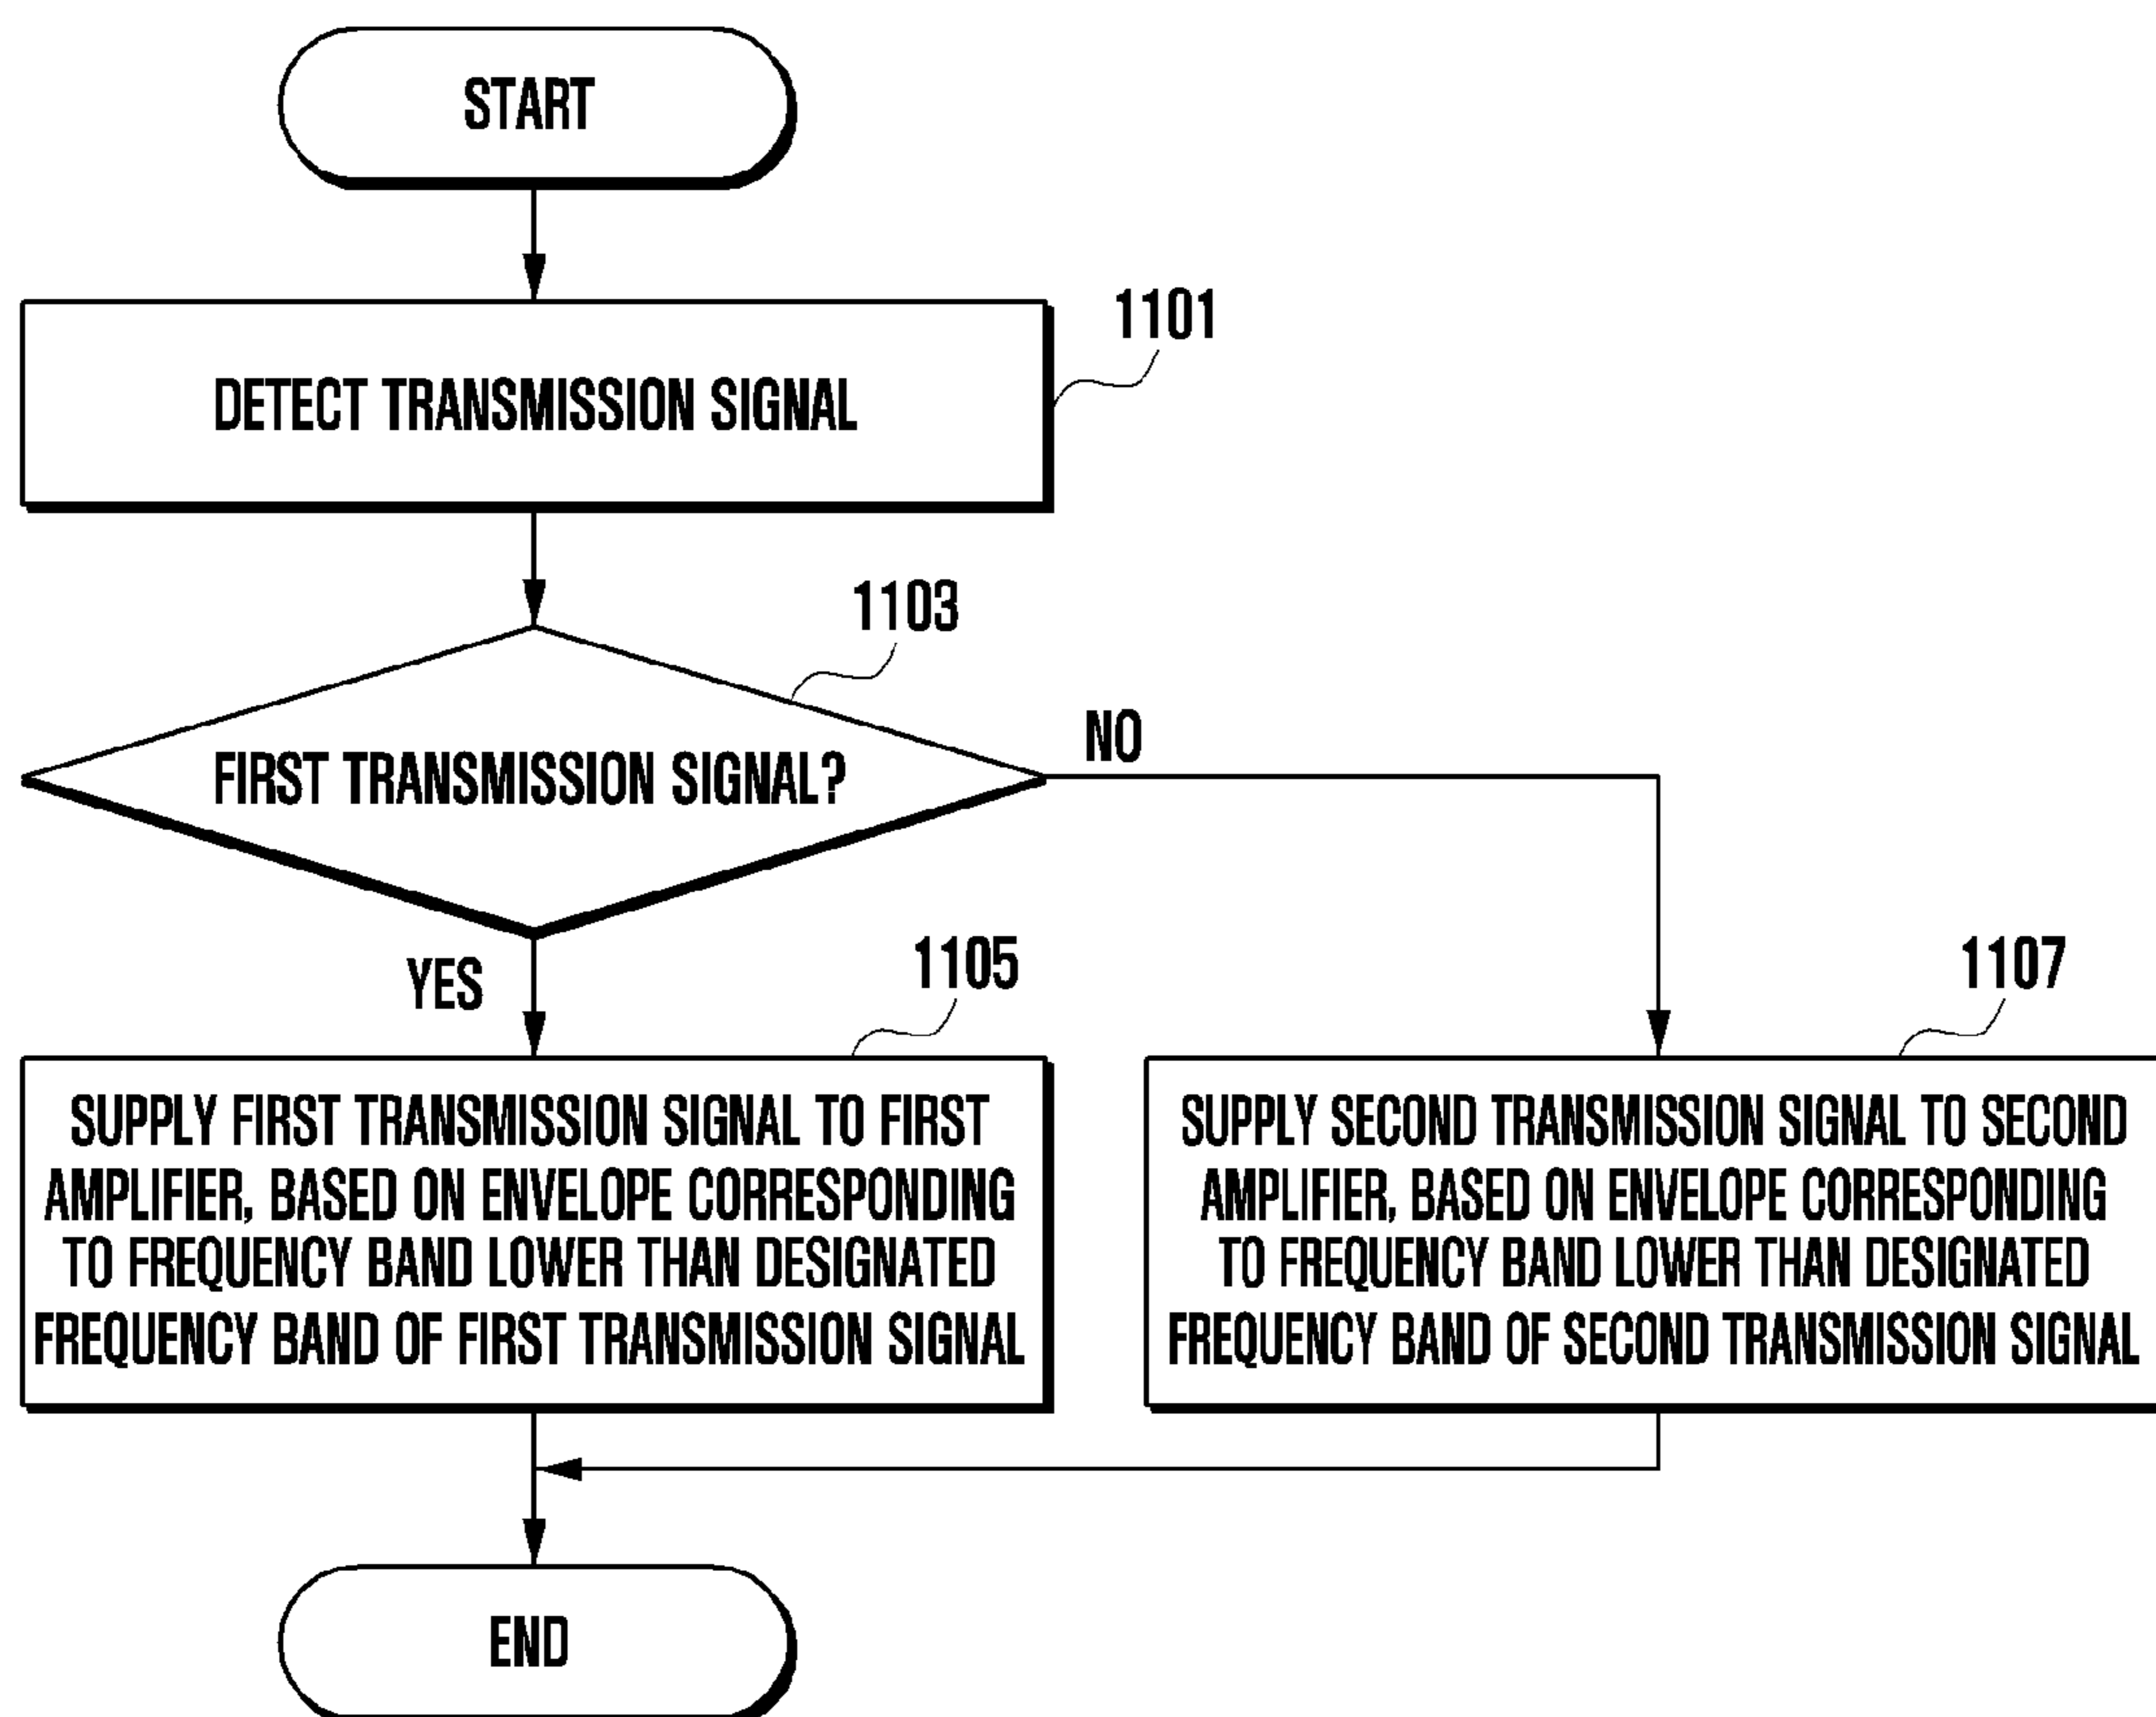 START
1101
DETECT TRANSMISSION SIGNAL
1103
FIRST TRANSMISSION SIGNAL?
NO
YES
1105
SUPPLY FIRST TRANSMISSION SIGNAL TO FIRST
AMPLIFIER, BASED ON ENVELOPE CORRESPONDING
TO FREQUENCY BAND LOWER THAN DESIGNATED
FREQUENCY BAND OF FIRST TRANSMISSION SIGNAL
1107
SUPPLY SECOND TRANSMISSION SIGNAL TO SECOND
AMPLIFIER, BASED ON ENVELOPE CORRESPONDING
TO FREQUENCY BAND LOWER THAN DESIGNATED
FREQUENCY BAND OF SECOND TRANSMISSION SIGNAL
END